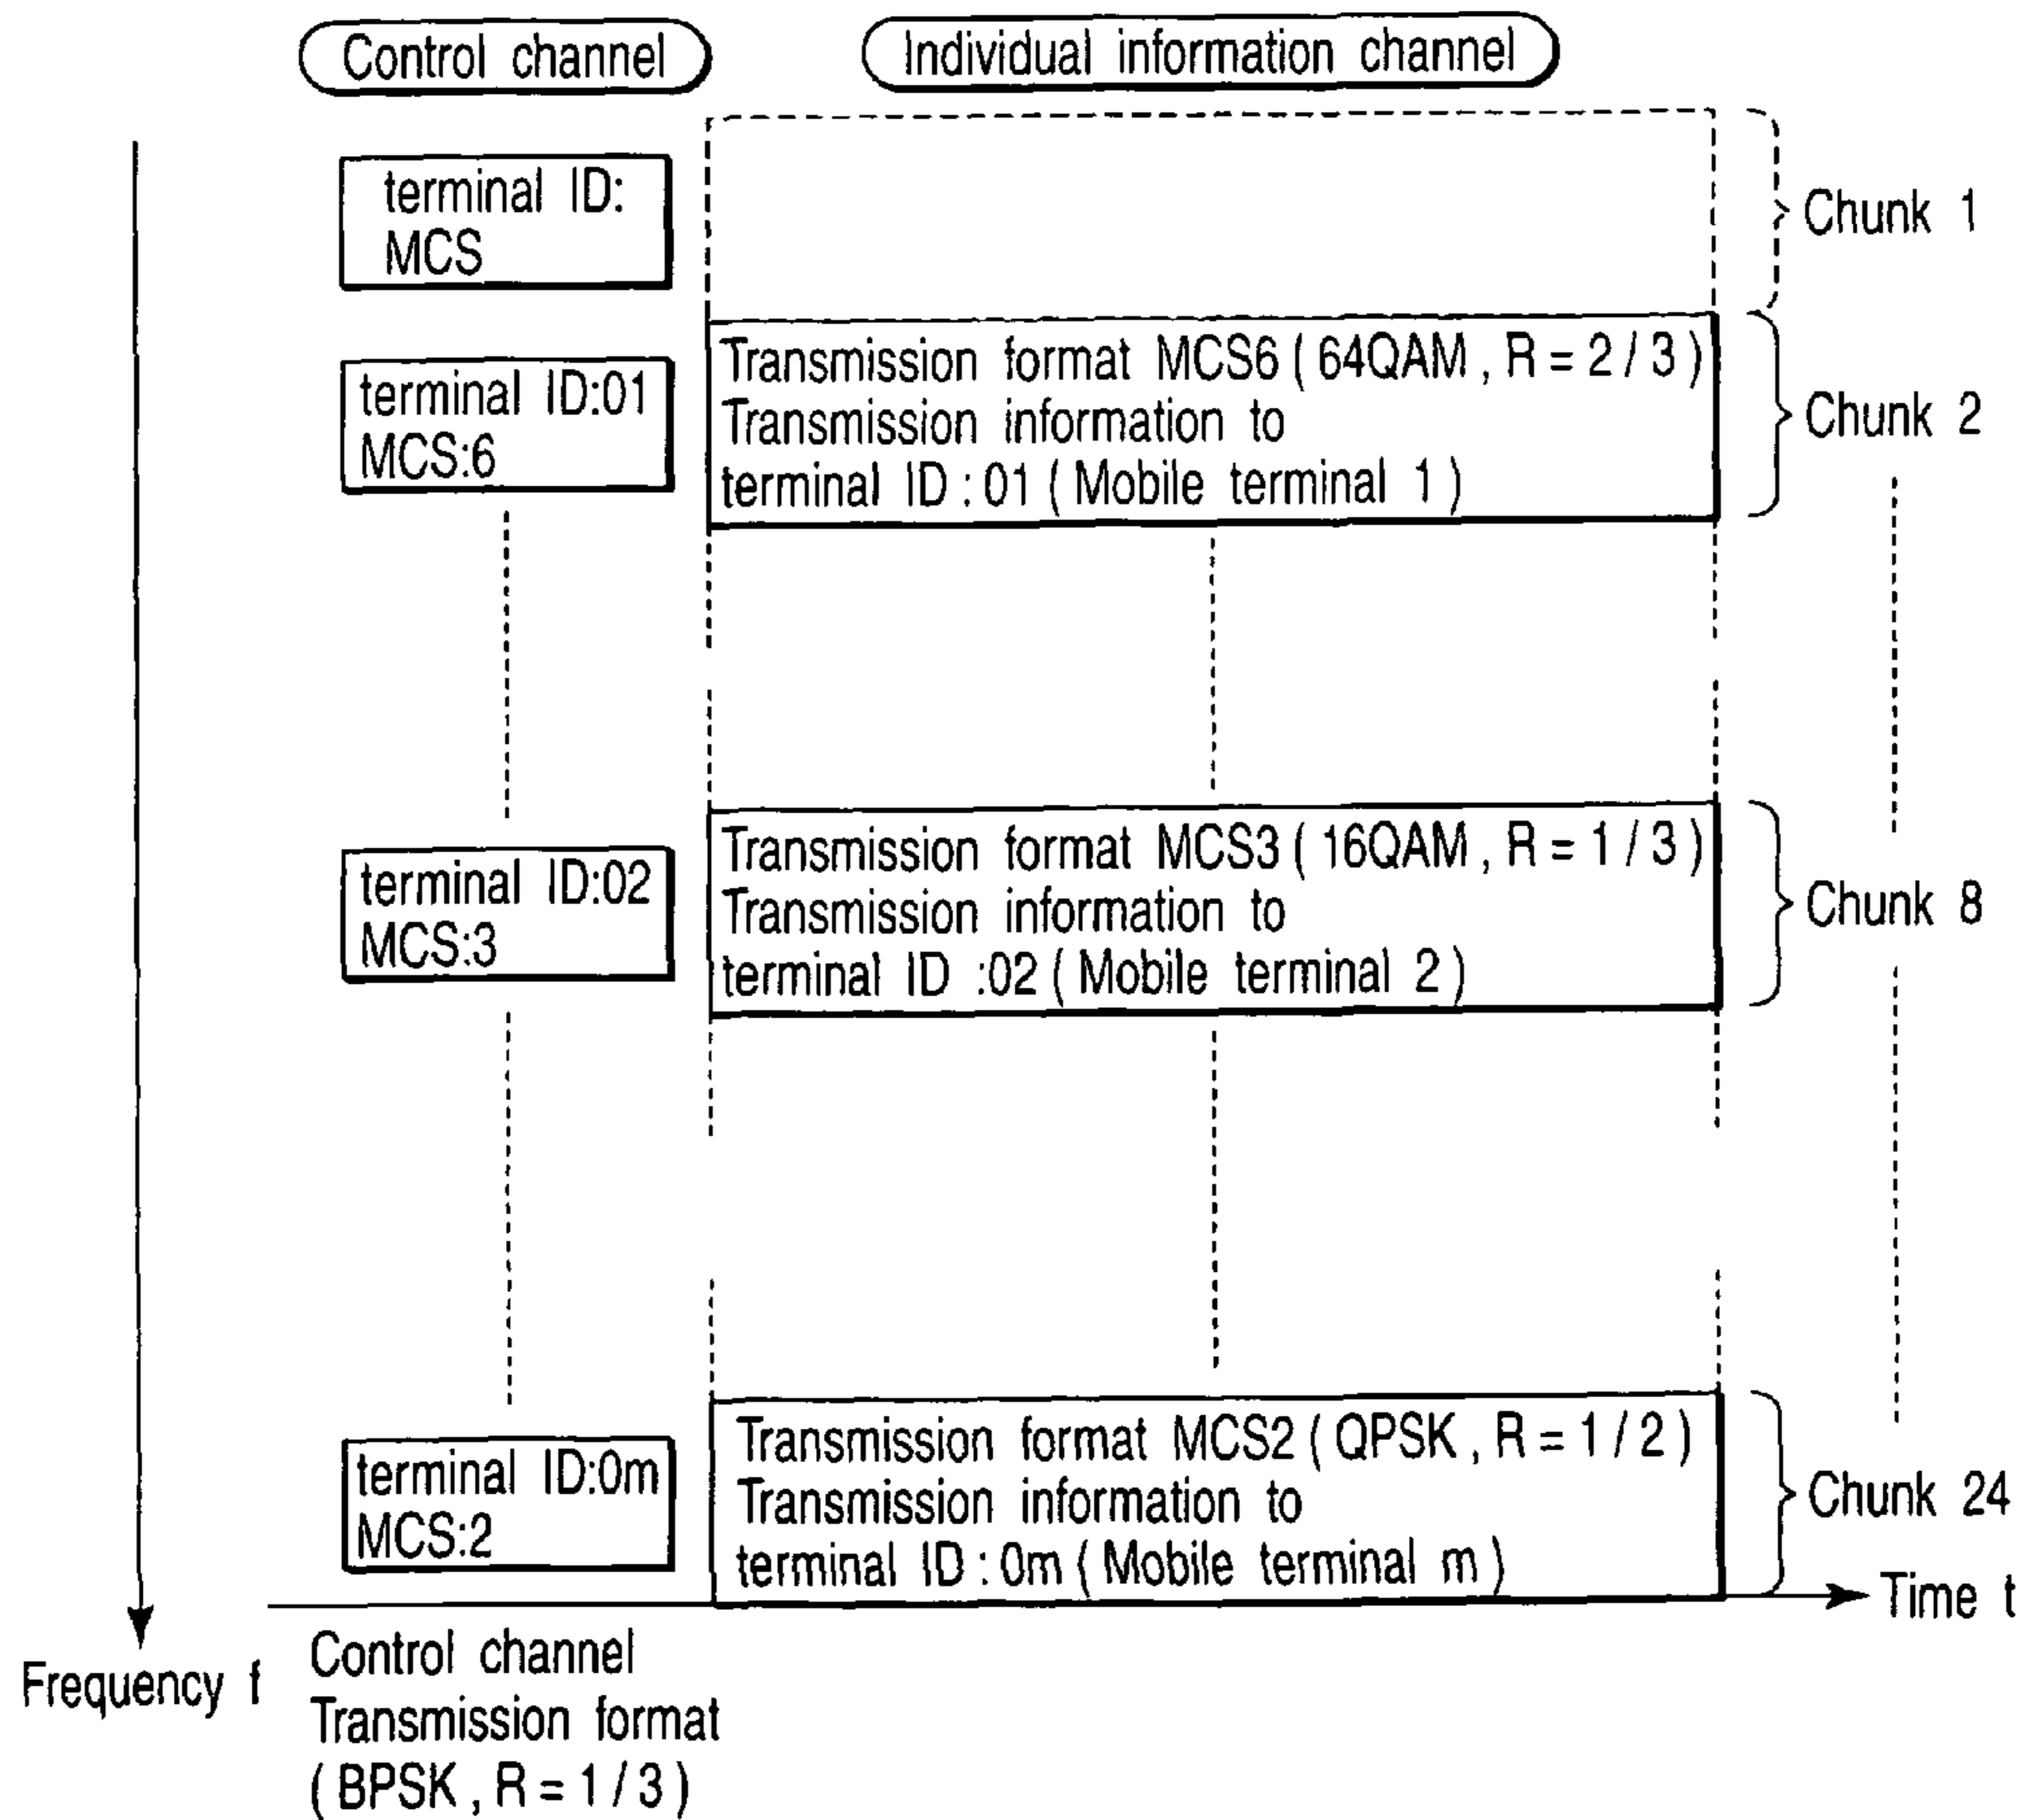 Control channel
Individual information channel
terminal ID:
MCS
Chunk 1
terminal ID:01
MCS:6
Transmission format MCS6 ( 64QAM , R = 2 / 3 )
Transmission information to
terminal ID : 01 ( Mobile terminal 1 )
Chunk 2
terminal ID:02
MCS:3
Transmission format MCS3 ( 16QAM , R = 1 / 3 )
Transmission information to
terminal ID :02 ( Mobile terminal 2 )
Chunk 8
terminal ID:0m
MCS:2
Transmission format MCS2 ( QPSK , R = 1 / 2 )
Transmission information to
terminal ID : 0m ( Mobile terminal m )
Chunk 24
Time t
Frequency f
Control channel
Transmission format
( BPSK , R = 1 / 3 )